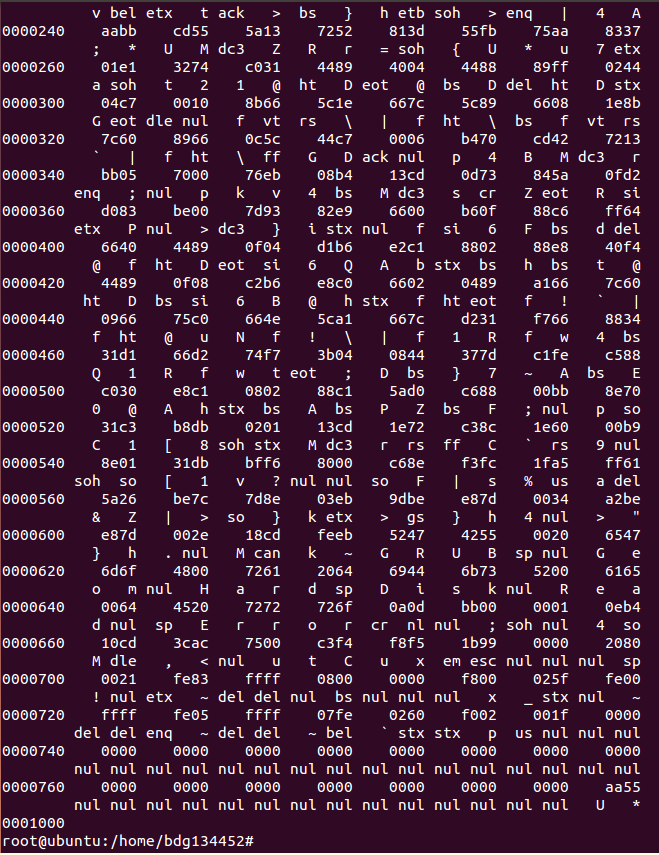 v bel etx t ack > bs } h etb soh > enq | 4 A
0000240 aabb cd55 5a13 7252 813d 55fb 75aa 8337
; * U M dc3 Z R r = soh { U * u 7 etx
0000260 01e1 3274 c031 4489 4004 4488 89ff 0244
a soh t 2 1 @ ht D eot @ bs D del ht D stx
0000300 04c7 0010 8b66 5c1e 667c 5c89 6608 1e8b
G eot dle nul f vt rs \ | f ht \ bs f vt rs
0000320 7c60 8966 0c5c 44c7 0006 b470 cd42 7213
` | f ht \ ff G D ack nul p 4 B M dc3 r
0000340 bb05 7000 76eb 08b4 13cd 0d73 845a 0fd2
enq ; nul p k v 4 bs M dc3 s cr Z eot R si
0000360 d083 be00 7d93 82e9 6600 b60f 88c6 ff64
etx P nul > dc3 } i stx nul f si 6 F bs d del
0000400 6640 4489 0f04 d1b6 e2c1 8802 88e8 40f4
@ f ht D eot si 6 Q A b stx bs h bs t @
0000420 4489 0f08 c2b6 e8c0 6602 0489 a166 7c60
ht D bs si 6 B @ h stx f ht eot f ! ` |
0000440 0966 75c0 664e 5ca1 667c d231 f766 8834
f ht @ u N f ! \ | f 1 R f w 4 bs
0000460 31d1 66d2 74f7 3b04 0844 377d c1fe c588
Q 1 R f w t eot ; D bs } 7 ~ A bs E
0000500 c030 e8c1 0802 88c1 5ad0 c688 00bb 8e70
0 @ A h stx bs A bs P Z bs F ; nul p so
0000520 31c3 b8db 0201 13cd 1e72 c38c 1e60 00b9
C 1 [ 8 soh stx M dc3 r rs ff C ` rs 9 nul
0000540 8e01 31db bff6 8000 c68e f3fc 1fa5 ff61
soh so [ 1 v ? nul nul so F | s % us a del
0000560 5a26 be7c 7d8e 03eb 9dbe e87d 0034 a2be
& Z | > so } k etx > gs } h 4 nul > "
0000600 e87d 002e 18cd feeb 5247 4255 0020 6547
} h . nul M can k ~ G R U B sp nul G e
0000620 6d6f 4800 7261 2064 6944 6b73 5200 6165
o m nul H a r d sp D i s k nul R e a
0000640 0064 4520 7272 726f 0a0d bb00 0001 0eb4
d nul sp E r r o r cr nl nul ; soh nul 4 so
0000660 10cd 3cac 7500 c3f4 f8f5 1b99 0000 2080
M dle , < nul u t C u x em esc nul nul nul sp
0000700 0021 fe83 ffff 0800 0000 f800 025f fe00
! nul etx ~ del del nul bs nul nul nul x _ stx nul ~
0000720 ffff fe05 ffff 07fe 0260 f002 001f 0000
del del enq ~ del del ~ bel ` stx stx p us nul nul nul
0000740 0000 0000 0000 0000 0000 0000 0000 0000
nul nul nul nul nul nul nul nul nul nul nul nul nul nul nul nul
0000760 0000 0000 0000 0000 0000 0000 0000 aa55
nul nul nul nul nul nul nul nul nul nul nul nul nul nul U *
0001000
root@ubuntu:/home/bdg134452#